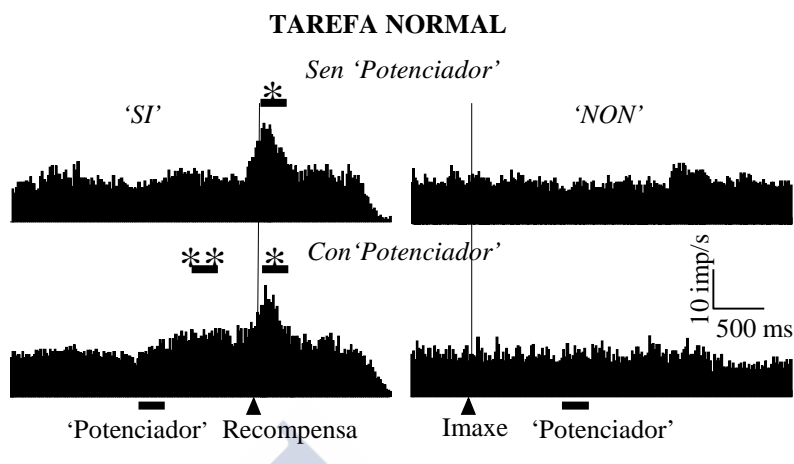 TAREFA NORMAL
Sen ‘Potenciador’
*
‘SI’
‘NON’
** * Con‘Potenciador’
10 imp/s
500 ms
‘Potenciador’ Recompensa Imaxe ‘Potenciador’